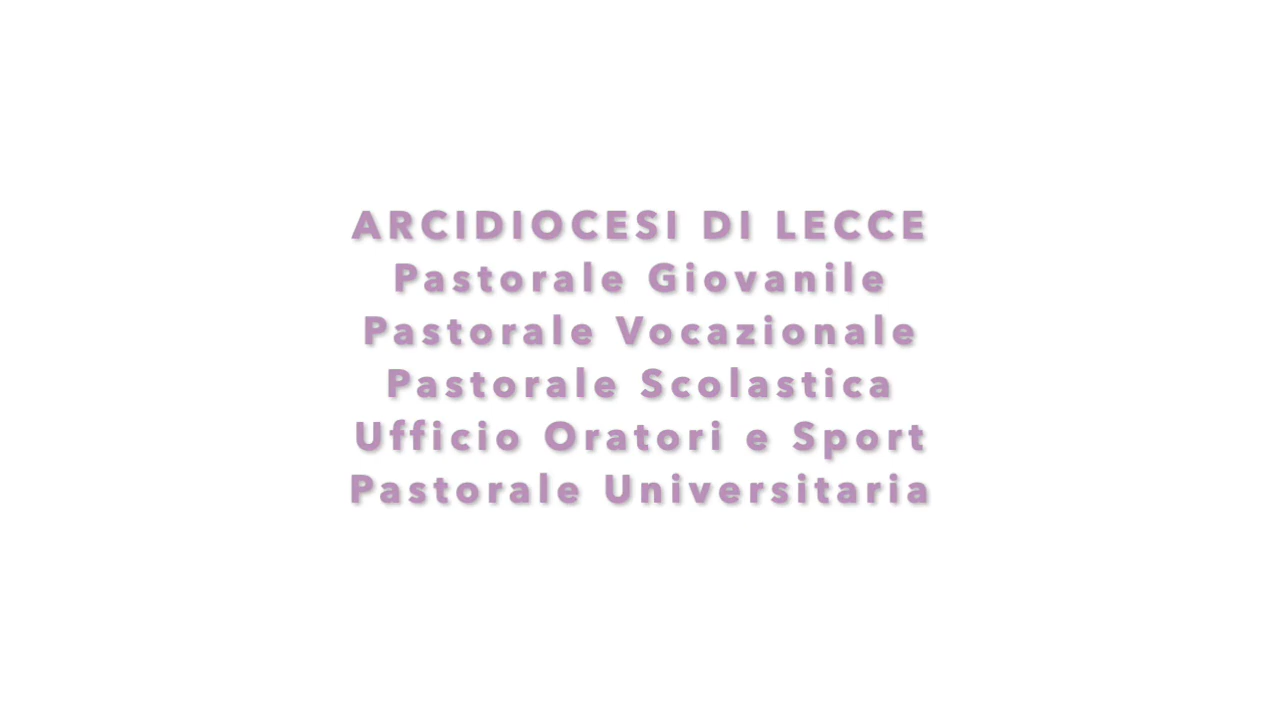 ARCIDIOCESI DI LECCE
Pastorale Giovanile
Pastorale Vocazionale
Pastorale Scolastica
Ufficio Oratori e Sport
Pastorale Universitaria